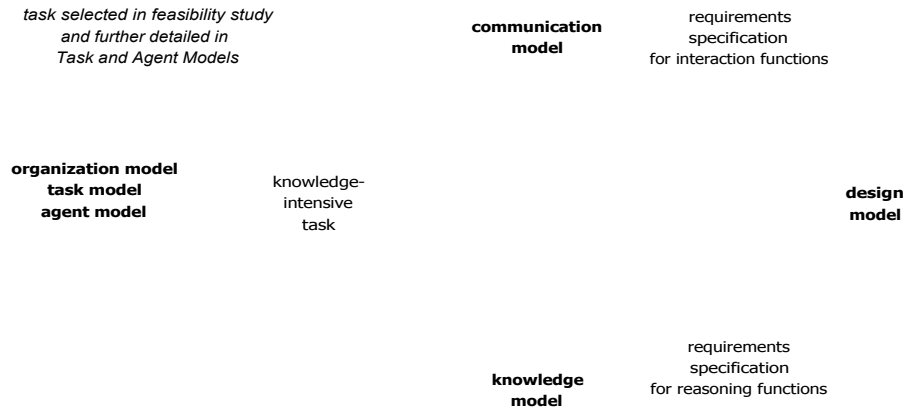 task selected in feasibility study
and further detailed in
Task and Agent Models
communication
model
requirements
specification
for interaction functions
organization model
task model
agent model
knowledge-
intensive
task
design
model
knowledge
model
requirements
specification
for reasoning functions